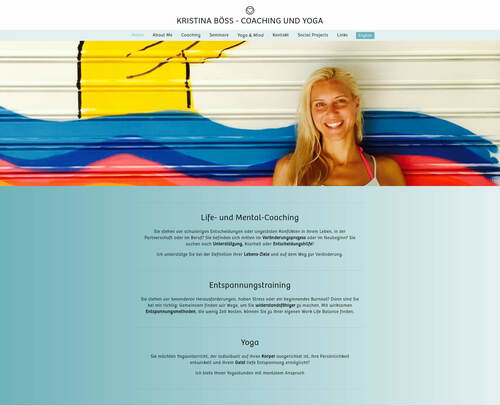 KRISTINA BÖSS - COACHING UND YOGA
Home About Me Coaching Seminare Yoga & Mind Kontakt Social Projects Links English
Life- und Mental-Coaching
Sie stehen vor schwierigen Entscheidungen oder ungelösten Konflikten in Ihrem Leben, in der
Partnerschaft oder im Beruf? Sie befinden sich mitten im Veränderungsprozess oder im Neubeginn? Sie
suchen nach Unterstützung, Klarheit oder Entscheidungshilfe?
Ich unterstütze Sie bei der Definition Ihrer Lebens-Ziele und auf dem Weg zur Veränderung.
Entspannungstraining
Sie stehen vor besonderen Herausforderungen, haben Stress oder ein beginnendes Burnout? Dann sind Sie
bei mir richtig: Gemeinsam finden wir Wege, um Sie widerstandsfähiger zu machen. Mit wirksamen
Entspannungsmethoden, die wenig Zeit kosten, können Sie zu Ihrer eigenen Work Life Balance finden.
Yoga
Sie möchten Yogaunterricht, der individuell auf Ihren Körper ausgerichtet ist, Ihre Persönlichkeit
entwickelt und Ihrem Geist tiefe Entspannung ermöglicht?
Ich biete Ihnen Yogastunden mit mentalem Anspruch